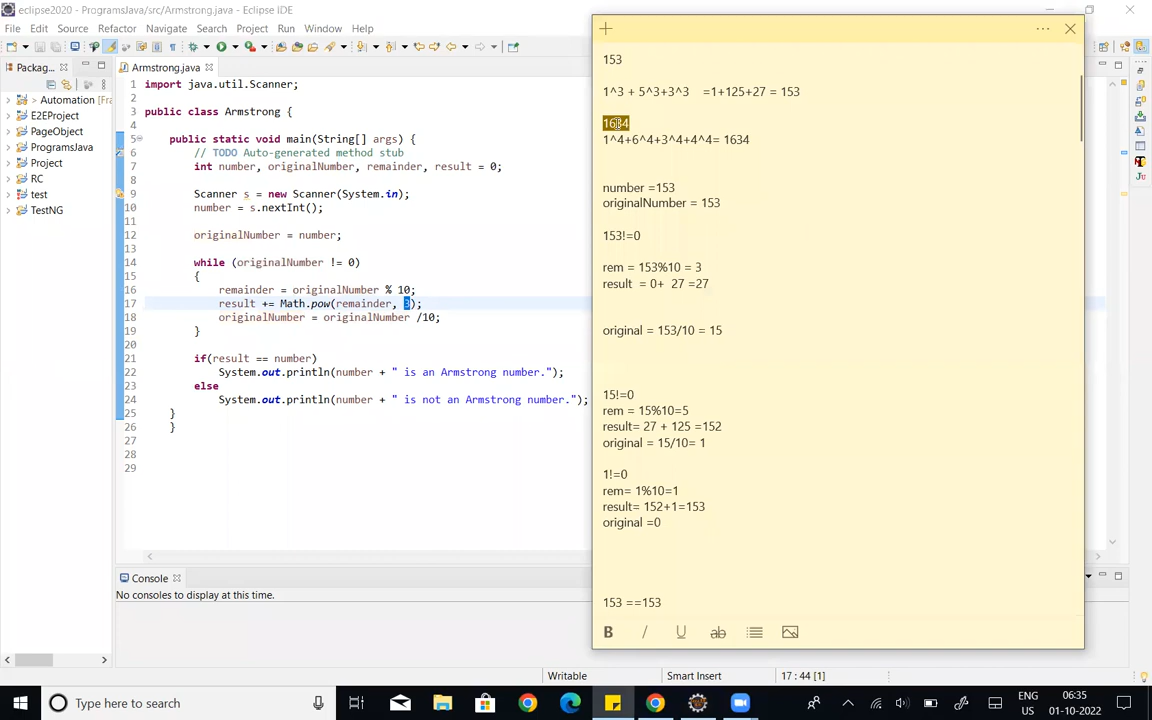 eclipse2020 - ProgramsJava/src/Armstrong.java - Eclipse IDE
File Edit Source Refactor Navigate Search Project Run Window Help
Packag...
> Automation [Fra
E2EProject
PageObject
ProgramsJava
Project
RC
test
TestNG
Armstrong.java
1 import java.util.Scanner;
2
3 public class Armstrong {
4
5 public static void main(String[] args) {
6 // TODO Auto-generated method stub
7 int number, originalNumber, remainder, result = 0;
8
9 Scanner s = new Scanner(System.in);
10 number = s.nextInt();
11
12 originalNumber = number;
13
14 while (originalNumber != 0)
15 {
16 remainder = originalNumber % 10;
17 result += Math.pow(remainder, 3);
18 originalNumber = originalNumber /10;
19 }
20
21 if(result == number)
22 System.out.println(number + " is an Armstrong number.");
23 else
24 System.out.println(number + " is not an Armstrong number.");
25 }
26 }
27
28
29
Console
No consoles to display at this time.
153
1^3 + 5^3+3^3 =1+125+27 = 153
1634
1^4+6^4+3^4+4^4= 1634
number =153
originalNumber = 153
153!=0
rem = 153%10 = 3
result = 0+ 27 =27
original = 153/10 = 15
15!=0
rem = 15%10=5
result= 27 + 125 =152
original = 15/10= 1
1!=0
rem= 1%10=1
result= 152+1=153
original =0
153 ==153
B / U ab
Writable
Smart Insert
17 : 44 [1]
Type here to search
ENG
US
06:35
01-10-2022